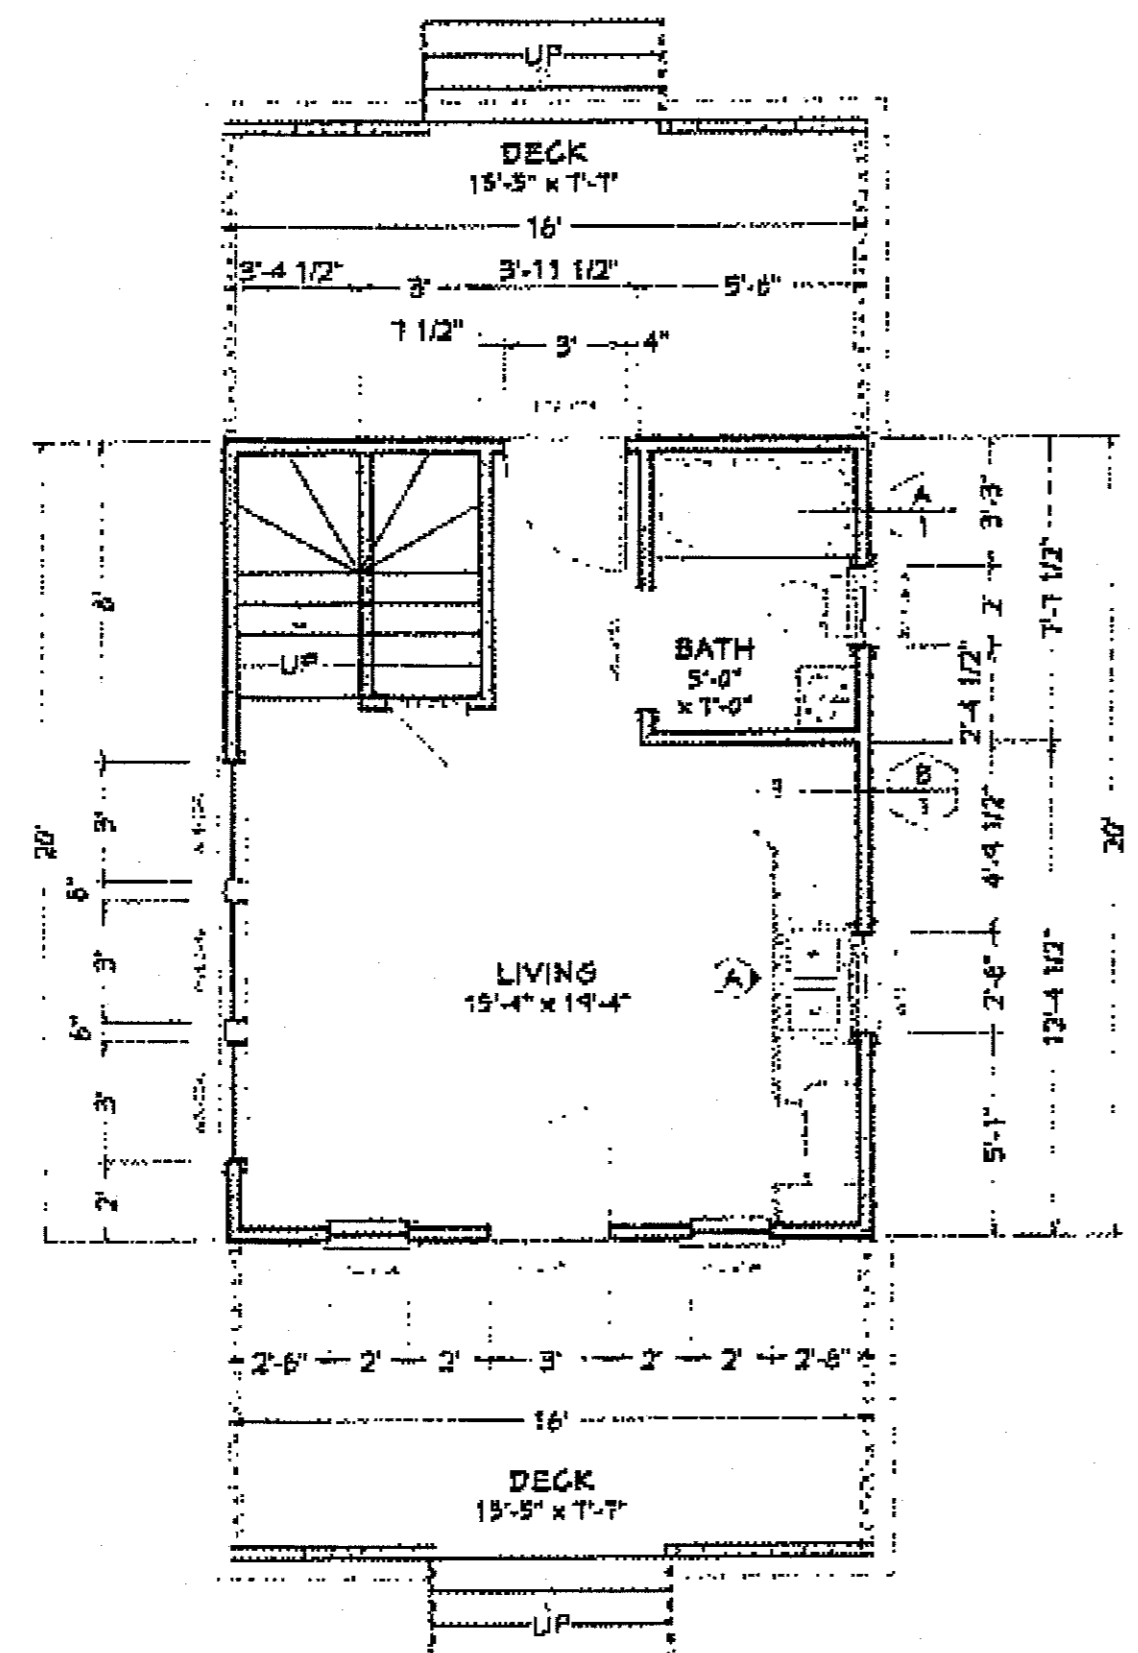 UP
DECK
15'-5" x 7'-7"
16'
3'-4 1/2"
3'
3'-11 1/2"
5'-6"
7 1/2"
3'
4"
A
3'-3"
8'
2'
7'-7 1/2"
UP
BATH
5'-0"
x 7'-0"
2'-4 1/2"
B
3'
20'
4'-4 1/2"
20'
6"
3'
LIVING
15'-4" x 19'-4"
A
2'-6"
12'-4 1/2"
6"
3'
5'-1"
2'
2'-6"
2'
2'
3'
2'
2'
2'-6"
16'
DECK
15'-5" x 7'-7"
UP